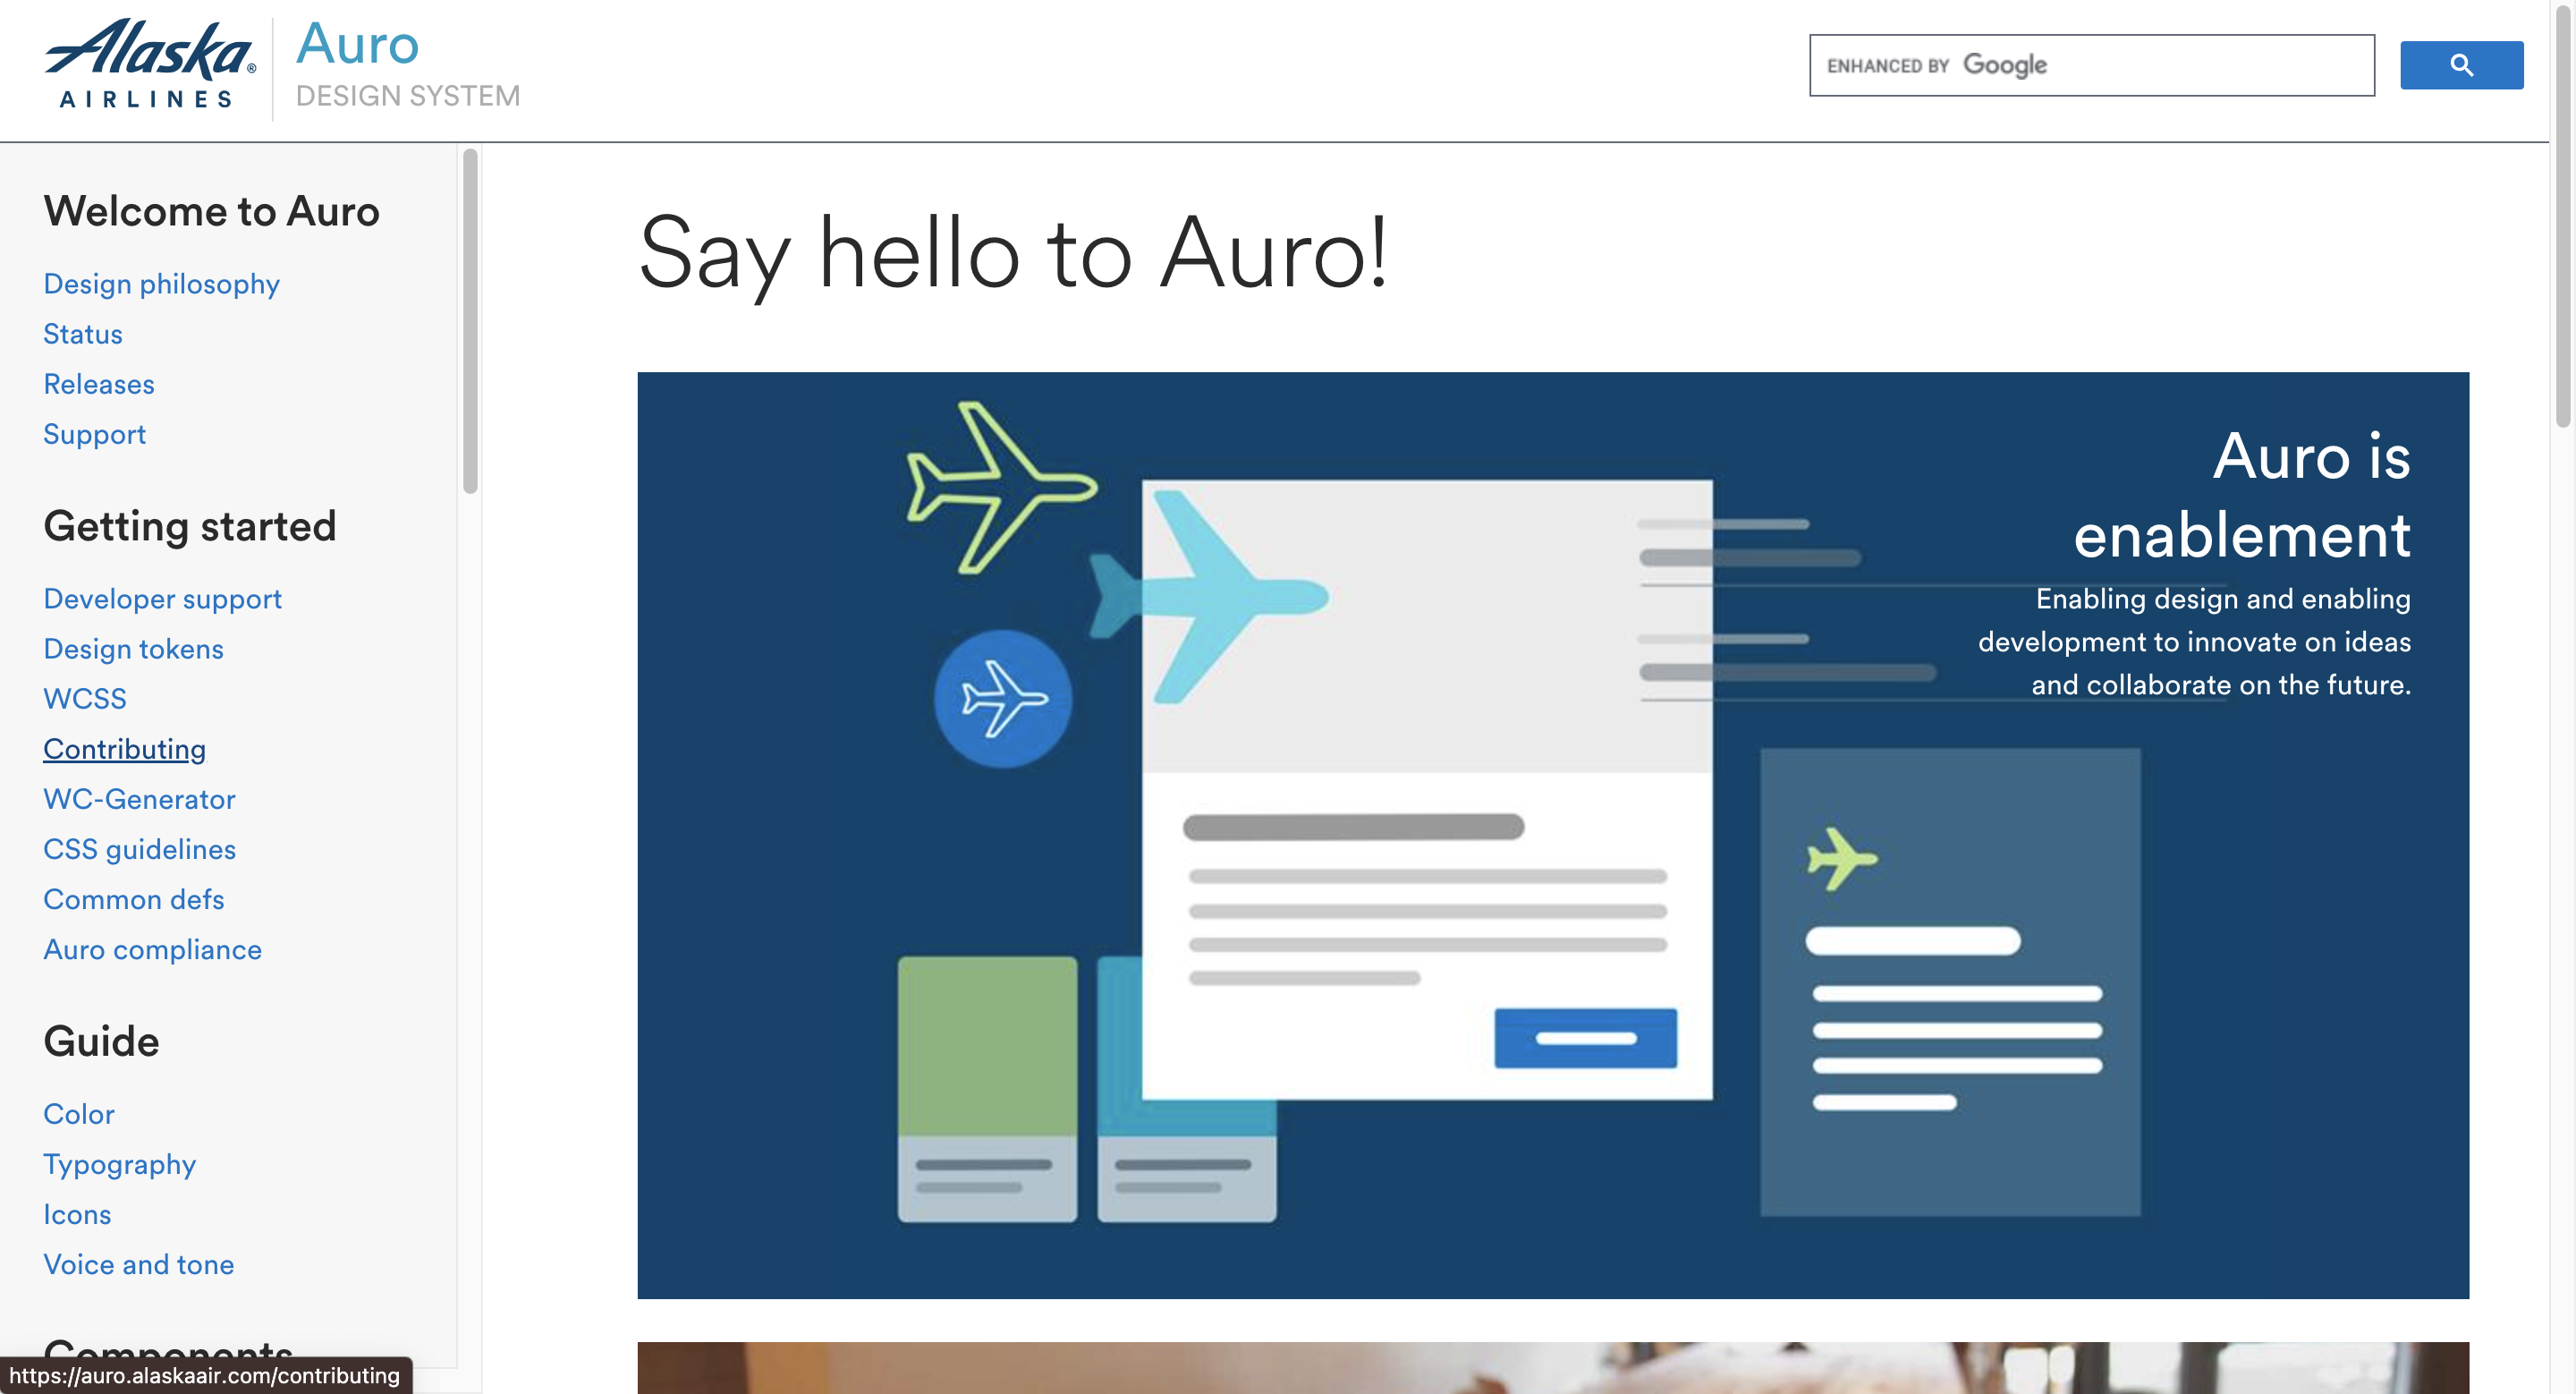 Alaska®
AIRLINES
Auro
DESIGN SYSTEM
ENHANCED BY Google
Welcome to Auro
Design philosophy
Status
Releases
Support
Getting started
Developer support
Design tokens
WCSS
Contributing
WC-Generator
CSS guidelines
Common defs
Auro compliance
Guide
Color
Typography
Icons
Voice and tone
Components
https://auro.alaskaair.com/contributing
Say hello to Auro!
Auro is
enablement
Enabling design and enabling
development to innovate on ideas
and collaborate on the future.